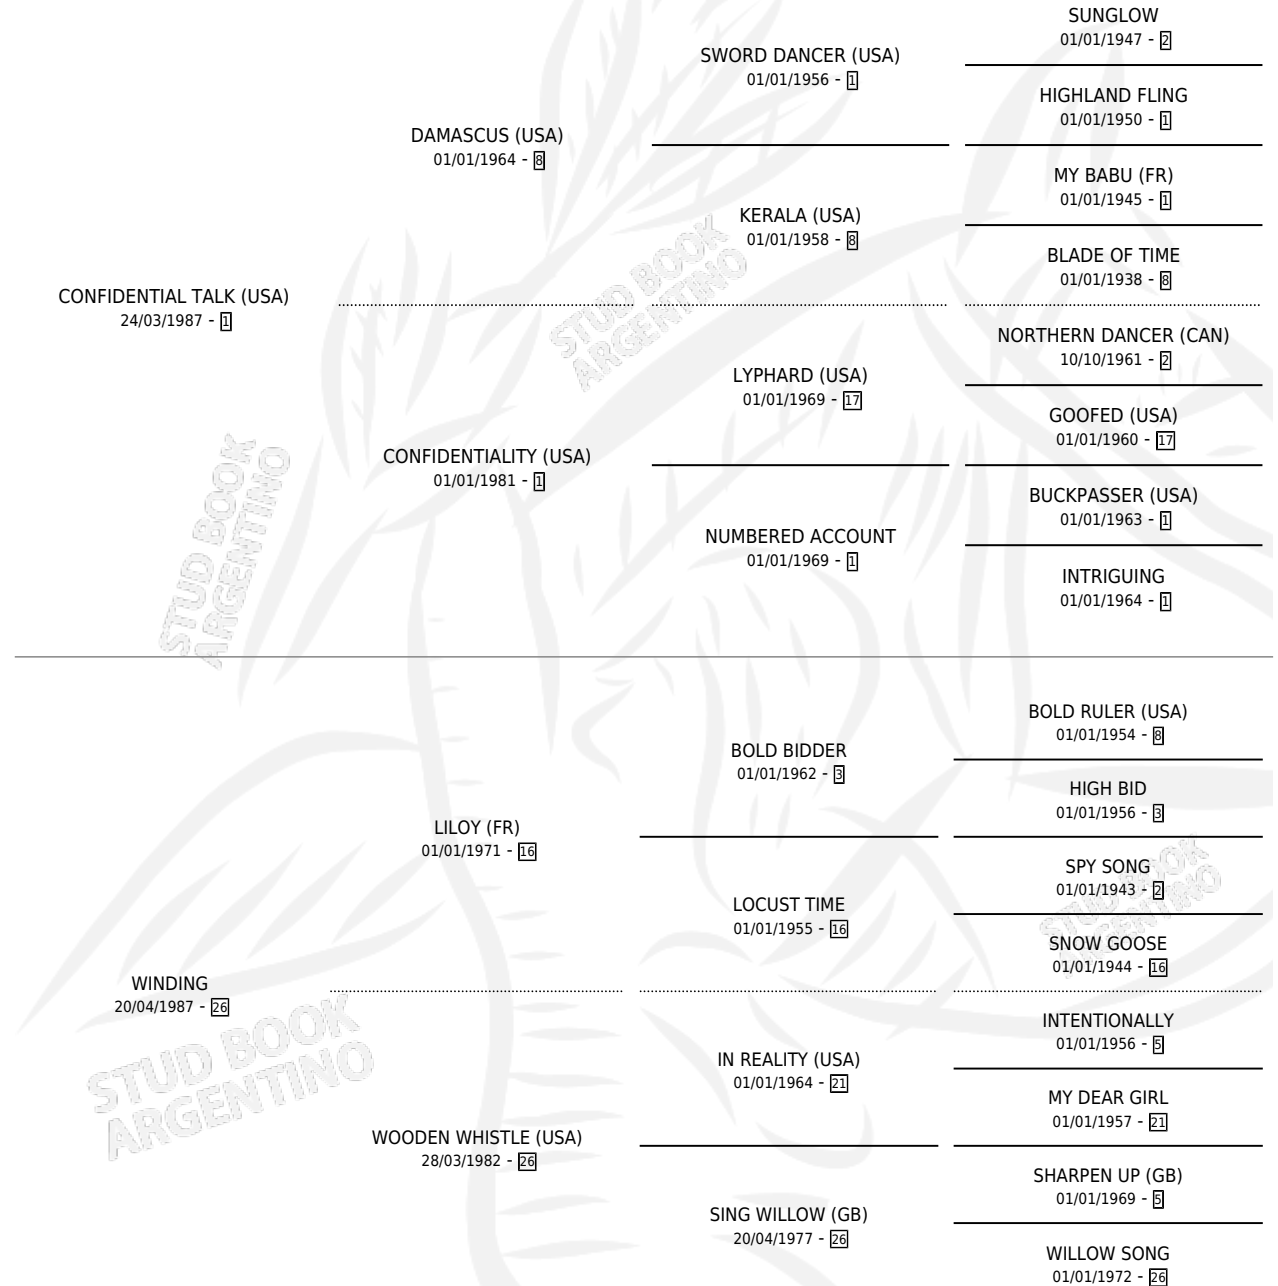 SUNGLOW
01/01/1947 - 2
SWORD DANCER (USA)
01/01/1956 - 1
HIGHLAND FLING
01/01/1950 - 1
DAMASCUS (USA)
01/01/1964 - 8
MY BABU (FR)
01/01/1945 - 1
KERALA (USA)
01/01/1958 - 8
BLADE OF TIME
01/01/1938 - 8
CONFIDENTIAL TALK (USA)
24/03/1987 - 1
NORTHERN DANCER (CAN)
10/10/1961 - 2
LYPHARD (USA)
01/01/1969 - 17
GOOFED (USA)
01/01/1960 - 17
CONFIDENTIALITY (USA)
01/01/1981 - 1
BUCKPASSER (USA)
01/01/1963 - 1
NUMBERED ACCOUNT
01/01/1969 - 1
INTRIGUING
01/01/1964 - 1
BOLD RULER (USA)
01/01/1954 - 8
BOLD BIDDER
01/01/1962 - 3
HIGH BID
01/01/1956 - 3
LILOY (FR)
01/01/1971 - 16
SPY SONG
01/01/1943 - 2
LOCUST TIME
01/01/1955 - 16
SNOW GOOSE
01/01/1944 - 16
WINDING
20/04/1987 - 26
INTENTIONALLY
01/01/1956 - 5
IN REALITY (USA)
01/01/1964 - 21
MY DEAR GIRL
01/01/1957 - 21
WOODEN WHISTLE (USA)
28/03/1982 - 26
SHARPEN UP (GB)
01/01/1969 - 5
SING WILLOW (GB)
20/04/1977 - 26
WILLOW SONG
01/01/1972 - 26
STUD BOOK
ARGENTINO
STUD BOOK
ARGENTINO
STUD BOOK
ARGENTINO
STUD BOOK
ARGENTINO